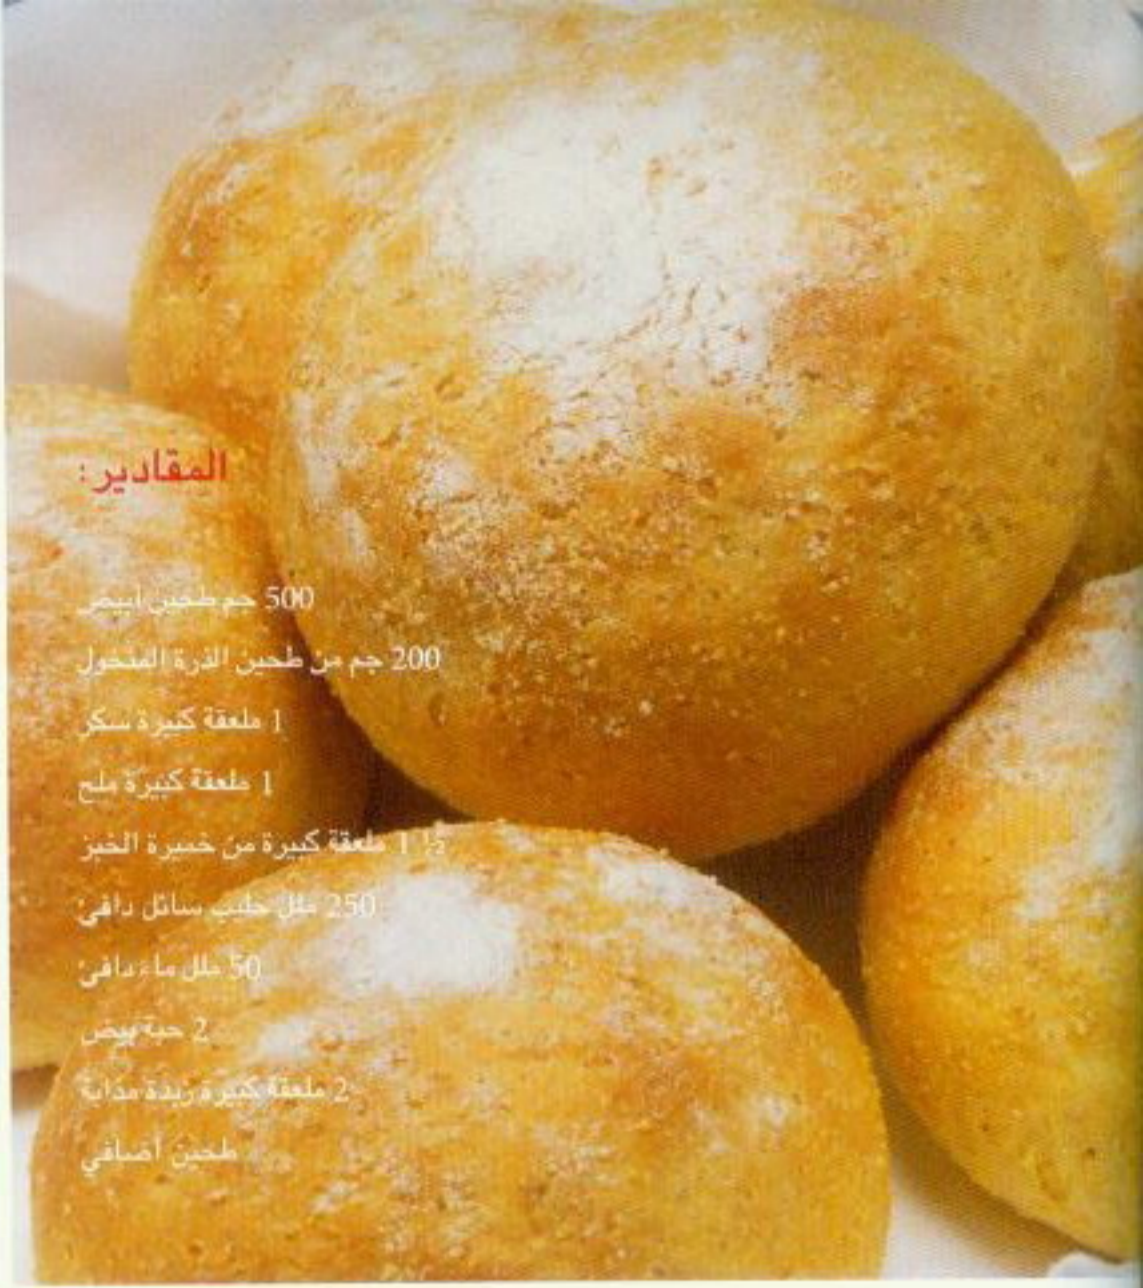 المقادير:
500 جم طحين أبيض
200 جم من طحين الذرة المنخول
1 ملعقة كبيرة سكر
1 ملعقة كبيرة ملح
½ 1 ملعقة كبيرة من خميرة الخبز
250 ملل حليب سائل دافئ
50 ملل ماء دافئ
2 حبة بيض
2 ملعقة كبيرة زبدة مذابة
طحين أضافي